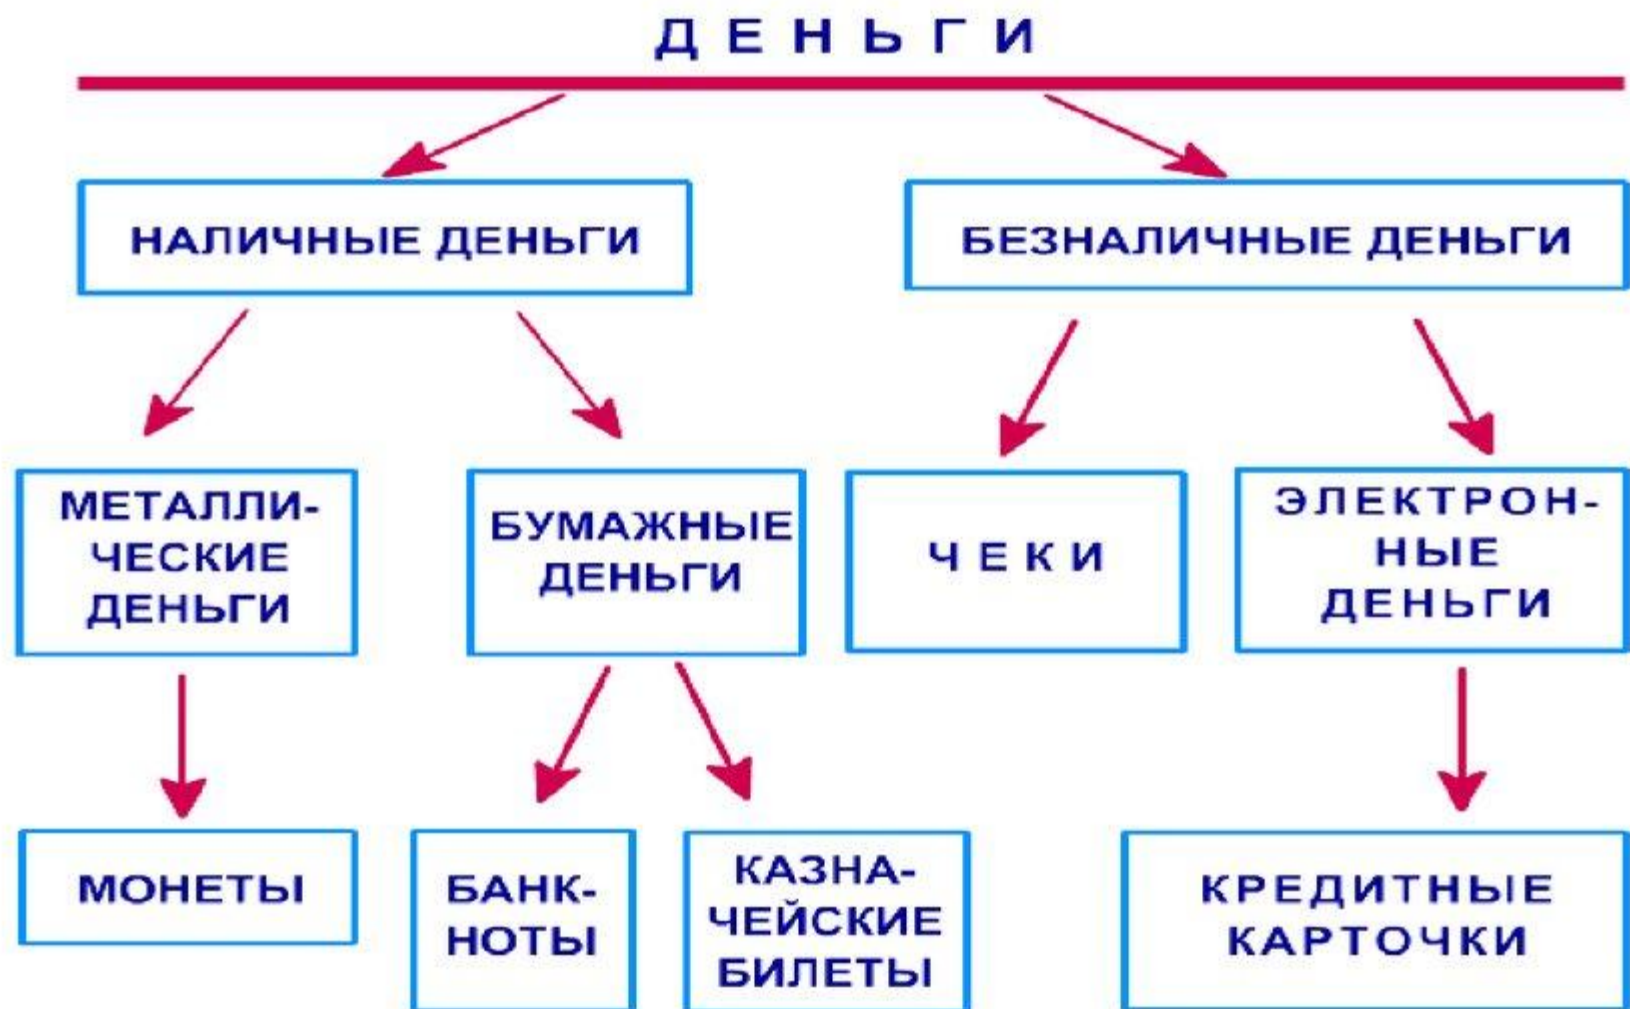 ДЕНЬГИ
НАЛИЧНЫЕ ДЕНЬГИ
БЕЗНАЛИЧНЫЕ ДЕНЬГИ
МЕТАЛЛИ-
ЧЕСКИЕ
ДЕНЬГИ
БУМАЖНЫЕ
ДЕНЬГИ
ЧЕКИ
ЭЛЕКТРОН-
НЫЕ
ДЕНЬГИ
МОНЕТЫ
БАНК-
НОТЫ
КАЗНА-
ЧЕЙСКИЕ
БИЛЕТЫ
КРЕДИТНЫЕ
КАРТОЧКИ